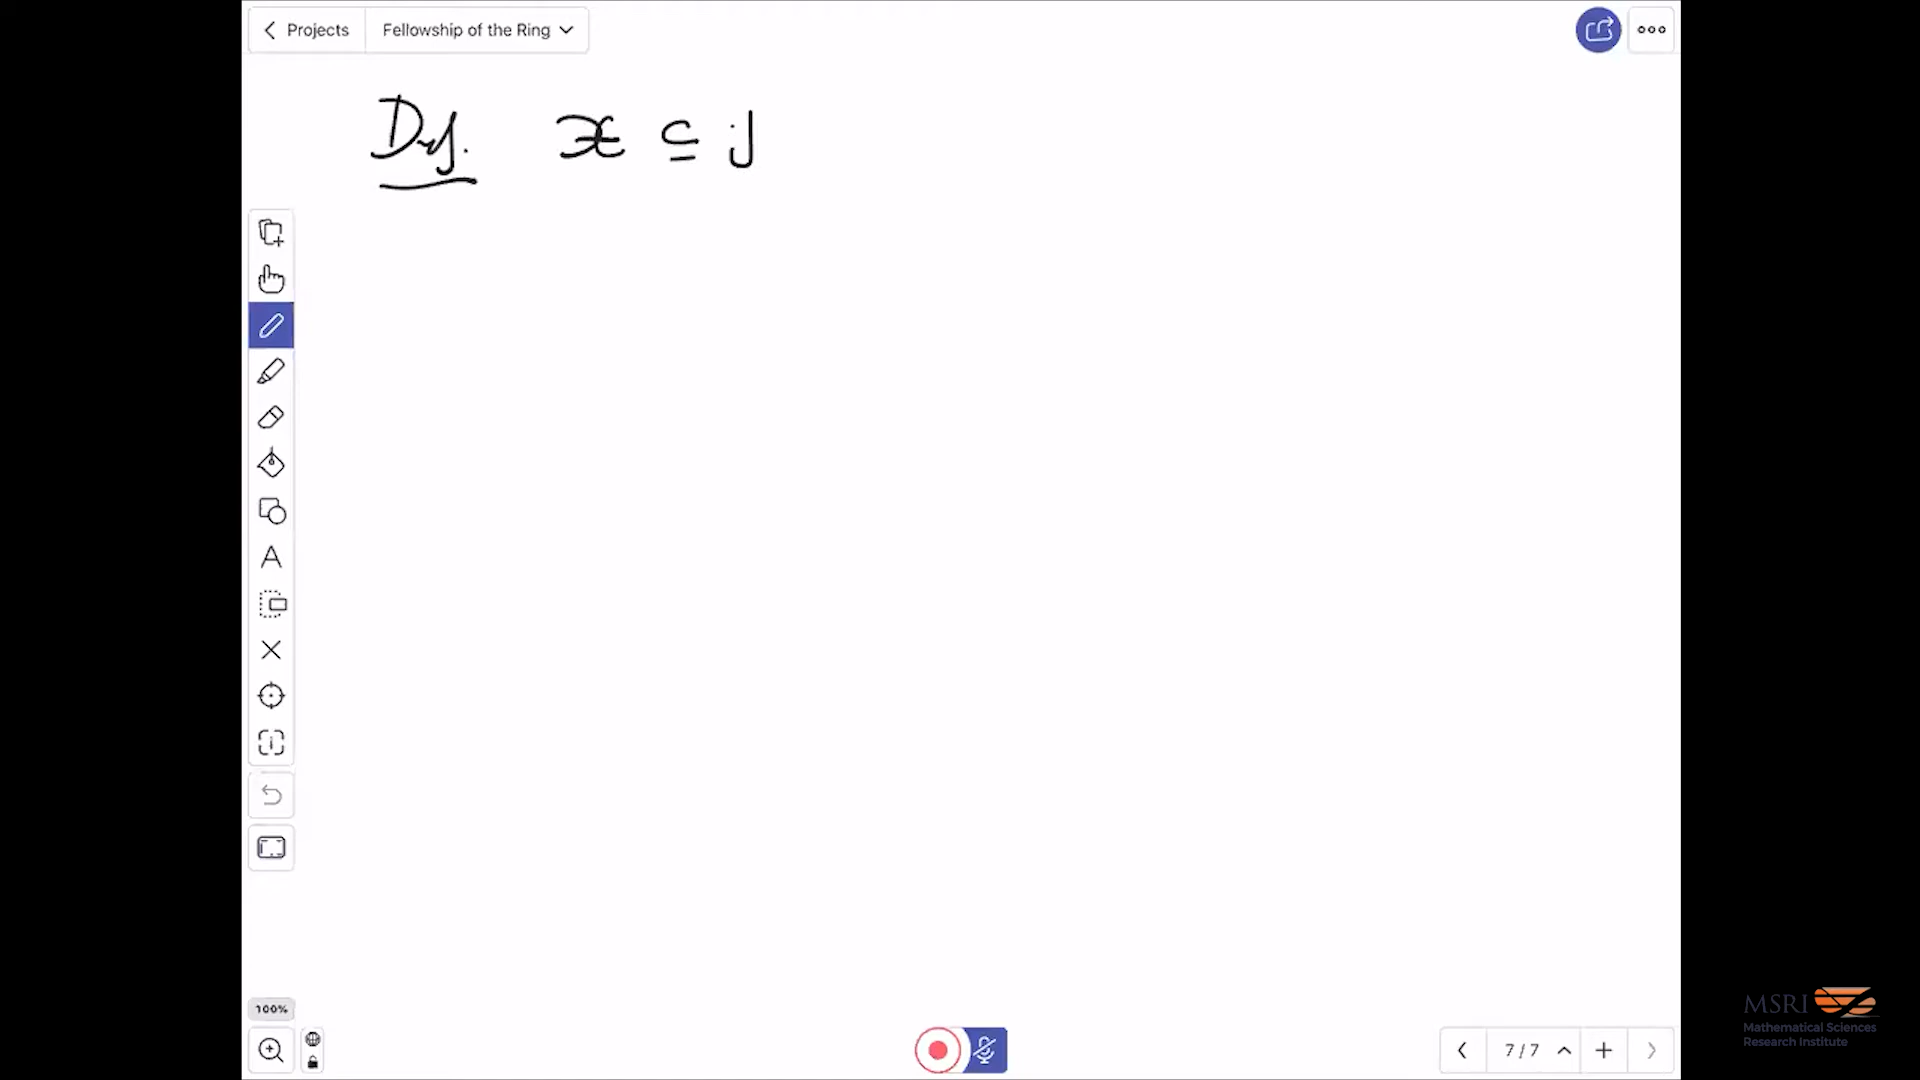 Projects
Fellowship of the Ring
Def. 𝒳 ⊆ j
A
100%
7 / 7
MSRI
Mathematical Sciences
Research Institute